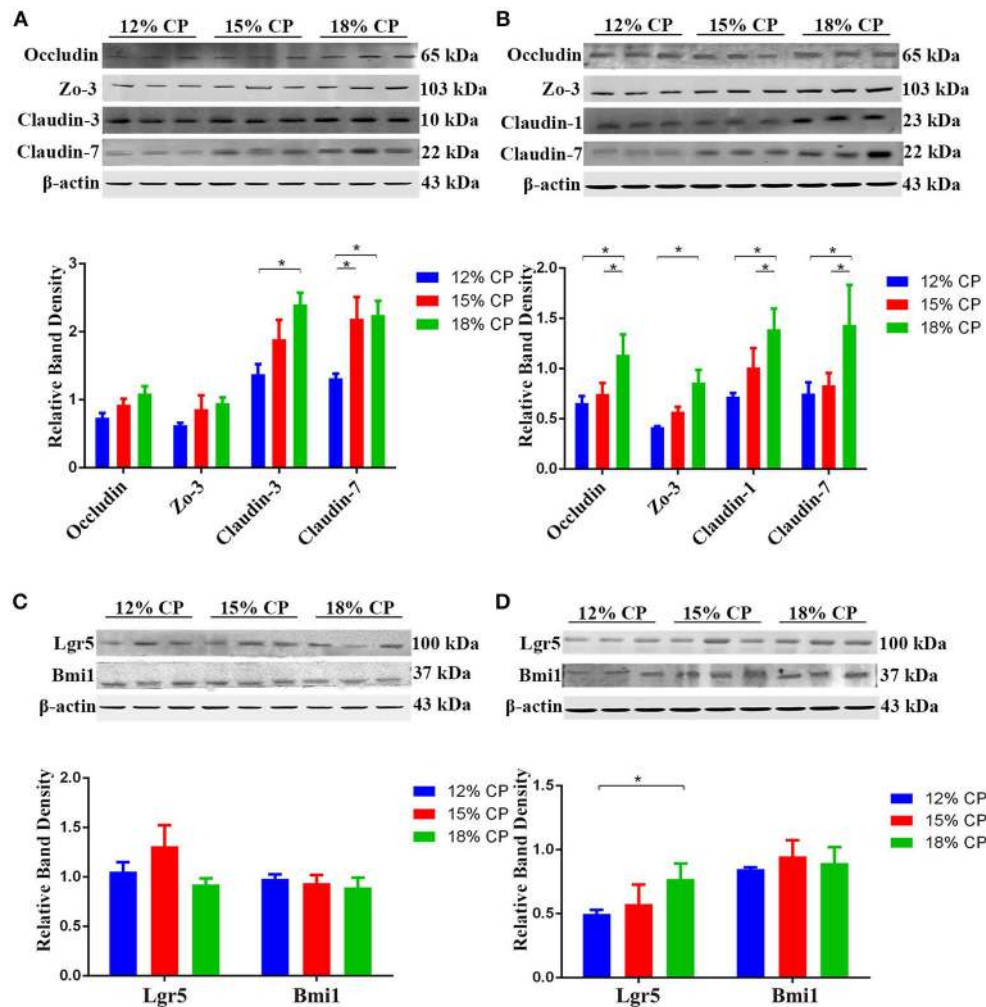 A
12% CP 15% CP 18% CP
Occludin 65 kDa
Zo-3 103 kDa
Claudin-3 10 kDa
Claudin-7 22 kDa
β-actin 43 kDa
Relative Band Density
3
2
1
0
* * *
12% CP
15% CP
18% CP
Occludin Zo-3 Claudin-3 Claudin-7
B
12% CP 15% CP 18% CP
Occludin 65 kDa
Zo-3 103 kDa
Claudin-1 23 kDa
Claudin-7 22 kDa
β-actin 43 kDa
Relative Band Density
2.0
1.5
1.0
0.5
0.0
* * * * * * *
12% CP
15% CP
18% CP
Occludin Zo-3 Claudin-1 Claudin-7
C
12% CP 15% CP 18% CP
Lgr5 100 kDa
Bmi1 37 kDa
β-actin 43 kDa
Relative Band Density
2.0
1.5
1.0
0.5
0.0
12% CP
15% CP
18% CP
Lgr5 Bmi1
D
12% CP 15% CP 18% CP
Lgr5 100 kDa
Bmi1 37 kDa
β-actin 43 kDa
Relative Band Density
1.5
1.0
0.5
0.0
*
12% CP
15% CP
18% CP
Lgr5 Bmi1